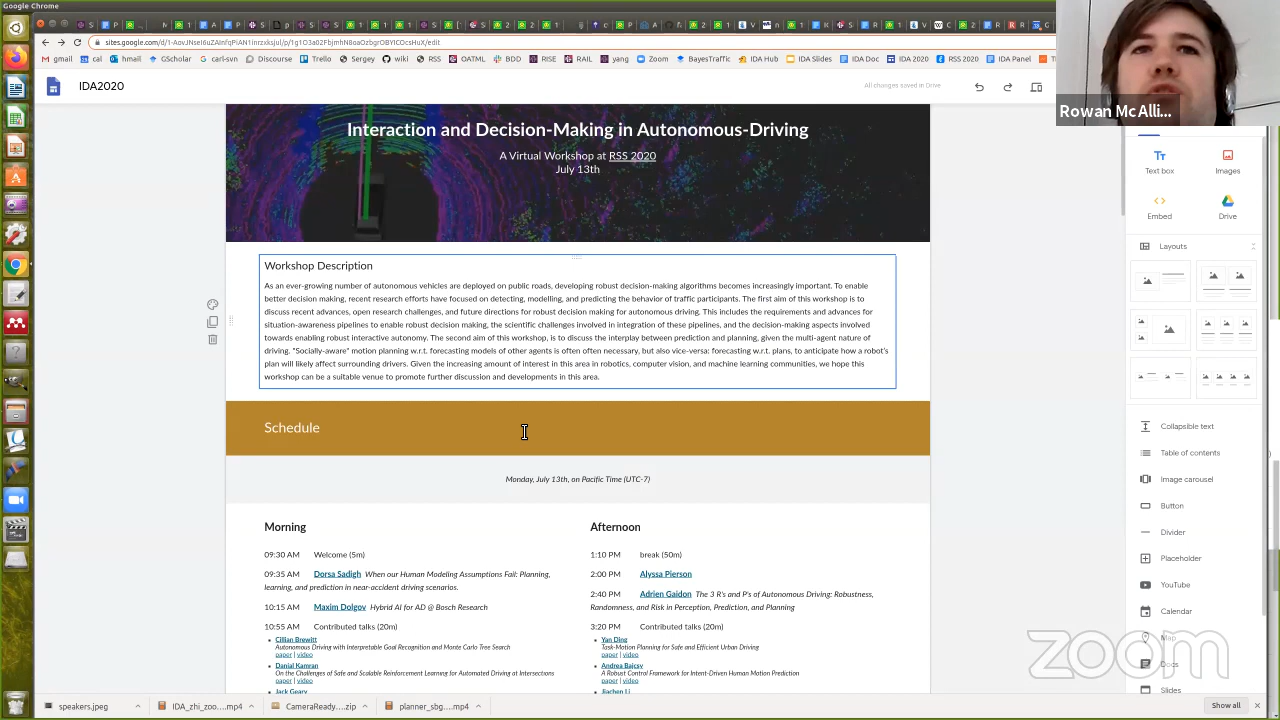 Google Chrome
sites.google.com/d/1-AovJNseI6uZAInfqPiAN1inrzxksjul/p/1g1O3a02FbjmhN8oaOzbgrOBYICOcsHuX/edit
gmail
cal
hmail
GScholar
carl-svn
Discourse
Trello
Sergey
wiki
RSS
OATML
BDD
RISE
RAIL
yang
Zoom
BayesTraffic
IDA Hub
IDA Slides
IDA Doc
IDA 2020
RSS 2020
IDA Panel
IDA2020
All changes saved in Drive
Rowan McAlli...
Interaction and Decision-Making in Autonomous-Driving
A Virtual Workshop at RSS 2020
July 13th
Workshop Description
As an ever-growing number of autonomous vehicles are deployed on public roads, developing robust decision-making algorithms becomes increasingly important. To enable
better decision making, recent research efforts have focused on detecting, modelling, and predicting the behavior of traffic participants. The first aim of this workshop is to
discuss recent advances, open research challenges, and future directions for robust decision making for autonomous driving. This includes the requirements and advances for
situation-awareness pipelines to enable robust decision making, the scientific challenges involved in integration of these pipelines, and the decision-making aspects involved
towards enabling robust interactive autonomy. The second aim of this workshop, is to discuss the interplay between prediction and planning, given the multi-agent nature of
driving. "Socially-aware" motion planning w.r.t. forecasting models of other agents is often often necessary, but also vice-versa: forecasting w.r.t. plans, to anticipate how a robot's
plan will likely affect surrounding drivers. Given the increasing amount of interest in this area in robotics, computer vision, and machine learning communities, we hope this
workshop can be a suitable venue to promote further discussion and developments in this area.
Schedule
Monday, July 13th, on Pacific Time (UTC-7)
Morning
09:30 AM Welcome (5m)
09:35 AM Dorsa Sadigh When our Human Modeling Assumptions Fail: Planning,
learning, and prediction in near-accident driving scenarios.
10:15 AM Maxim Dolgov Hybrid AI for AD @ Bosch Research
10:55 AM Contributed talks (20m)
Cillian Brewitt
Autonomous Driving with Interpretable Goal Recognition and Monte Carlo Tree Search
paper | video
Danial Kamran
On the Challenges of Safe and Scalable Reinforcement Learning for Automated Driving at Intersections
paper | video
Jack Geary
Afternoon
1:10 PM break (50m)
2:00 PM Alyssa Pierson
2:40 PM Adrien Gaidon The 3 R's and P's of Autonomous Driving: Robustness,
Randomness, and Risk in Perception, Prediction, and Planning
3:20 PM Contributed talks (20m)
Yan Ding
Task-Motion Planning for Safe and Efficient Urban Driving
paper | video
Andrea Bajcsy
A Robust Control Framework for Intent-Driven Human Motion Prediction
paper | video
Jiachen Li
Text box
Images
Embed
Drive
Layouts
Collapsible text
Table of contents
Image carousel
Button
Divider
Placeholder
YouTube
Calendar
Map
Docs
Slides
zoom
speakers.jpeg
IDA_zhi_zoo....mp4
CameraReady....zip
planner_sbg....mp4
Show all